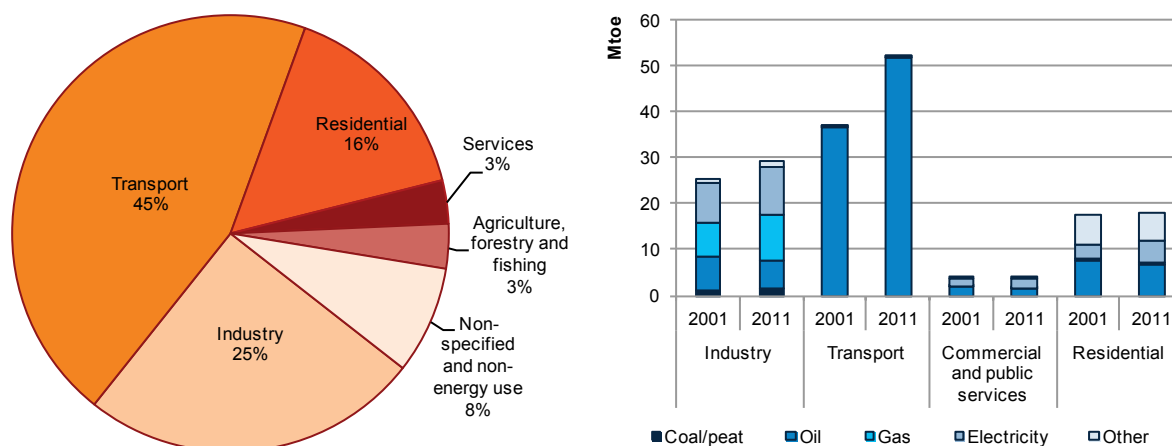 Transport
45%
Residential
16%
Services
3%
Agriculture,
forestry and
fishing
3%
Non-
specified
and non-
energy use
8%
Industry
25%
Mtoe
60
50
40
30
20
10
0
2001 2011 2001 2011 2001 2011 2001 2011
Industry Transport Commercial and public services Residential
Coal/peat Oil Gas Electricity Other